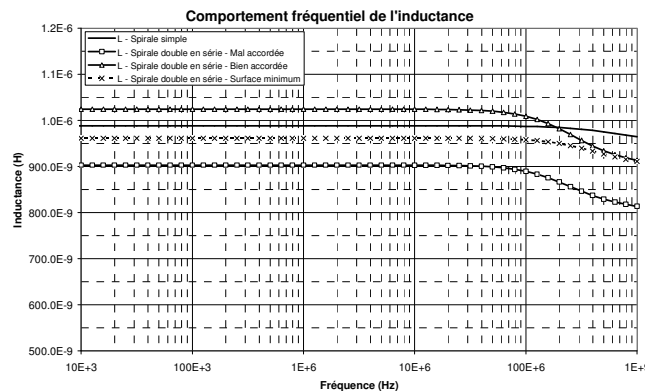 Comportement fréquentiel de l'inductance
1.2E-6
1.1E-6
1.0E-6
900.0E-9
800.0E-9
700.0E-9
600.0E-9
500.0E-9
Inductance (H)
L - Spirale simple
L - Spirale double en série - Mal accordée
L - Spirale double en série - Bien accordée
L - Spirale double en série - Surface minimum
10E+3 100E+3 1E+6 10E+6 100E+6 1E+
Fréquence (Hz)